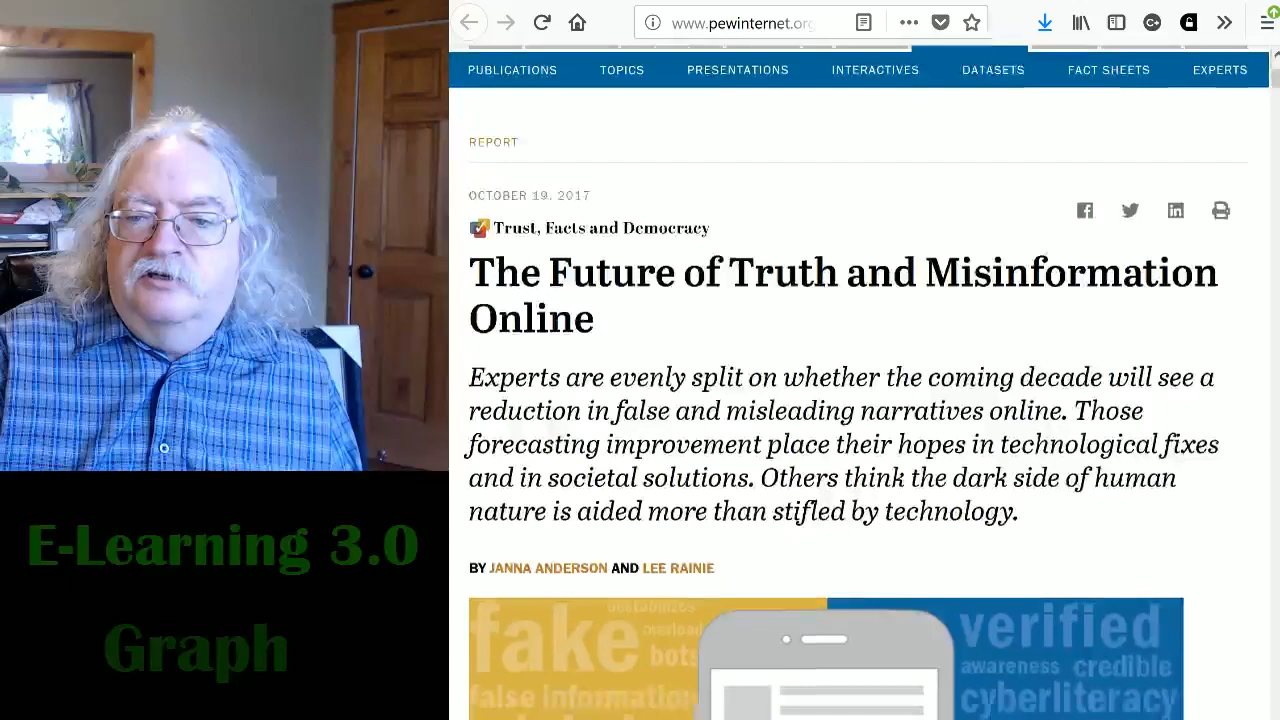 www.pewinternet.org
PUBLICATIONS TOPICS PRESENTATIONS INTERACTIVES DATASETS FACT SHEETS EXPERTS
REPORT
OCTOBER 19, 2017
Trust, Facts and Democracy
The Future of Truth and Misinformation
Online
Experts are evenly split on whether the coming decade will see a
reduction in false and misleading narratives online. Those
forecasting improvement place their hopes in technological fixes
and in societal solutions. Others think the dark side of human
nature is aided more than stifled by technology.
BY JANNA ANDERSON AND LEE RAINIE
fake
overload
bots
false information
verified
awareness credible
cyberliteracy
E-Learning 3.0
Graph